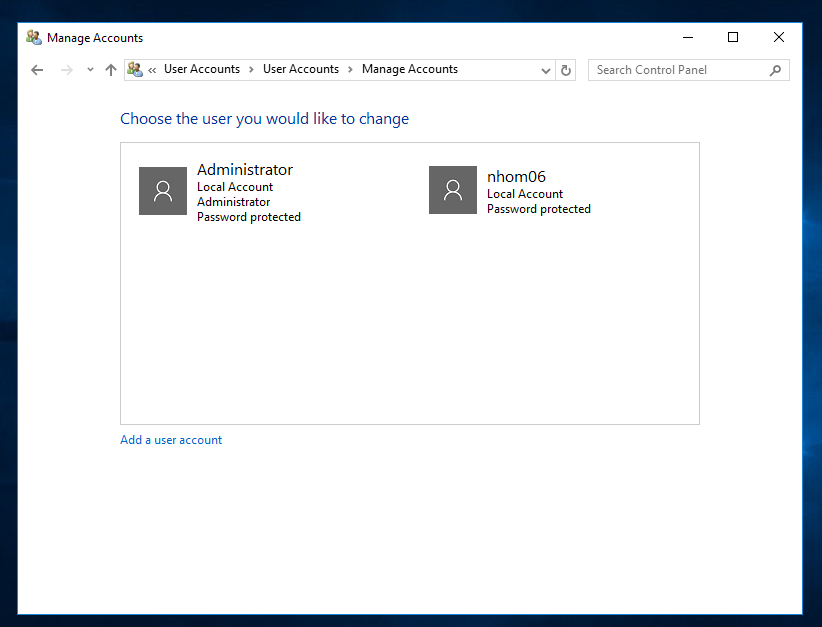 Manage Accounts
« User Accounts > User Accounts > Manage Accounts
Search Control Panel
Choose the user you would like to change
Administrator
Local Account
Administrator
Password protected
nhom06
Local Account
Password protected
Add a user account